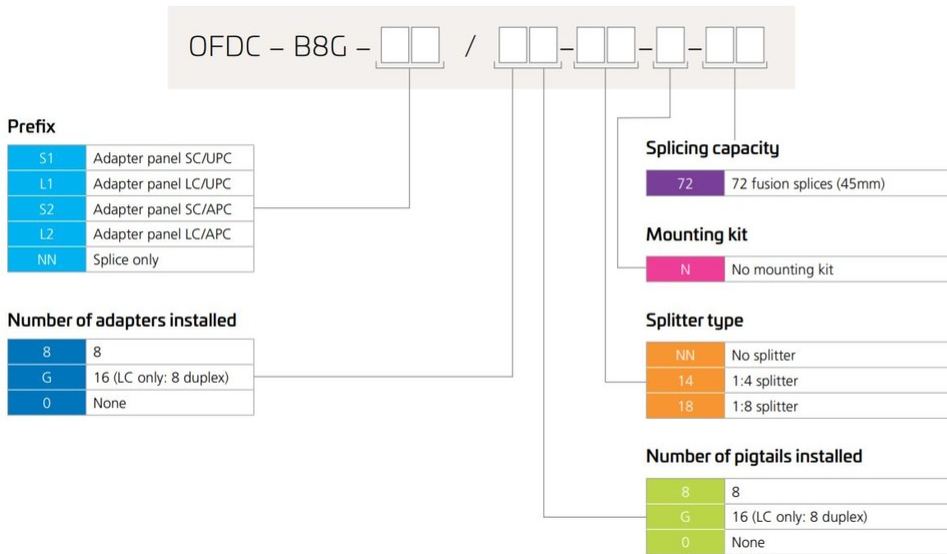 OFDC – B8G – / – – –
Prefix
S1 Adapter panel SC/UPC
L1 Adapter panel LC/UPC
S2 Adapter panel SC/APC
L2 Adapter panel LC/APC
NN Splice only
Number of adapters installed
8 8
G 16 (LC only: 8 duplex)
0 None
Splicing capacity
72 72 fusion splices (45mm)
Mounting kit
N No mounting kit
Splitter type
NN No splitter
14 1:4 splitter
18 1:8 splitter
Number of pigtails installed
8 8
G 16 (LC only: 8 duplex)
0 None